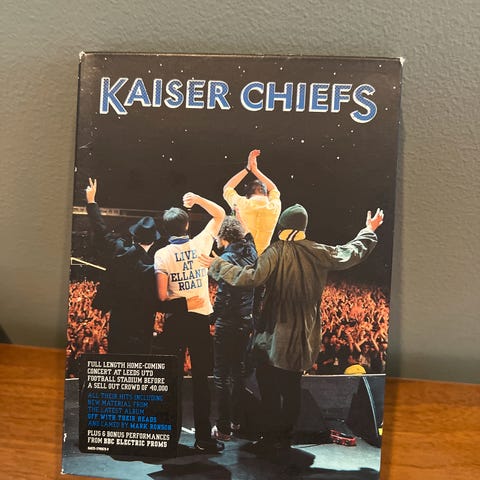 KAISER CHIEFS
LIVE
AT
ELLAND
ROAD
FULL LENGTH HOME-COMING
CONCERT AT LEEDS UTD
FOOTBALL STADIUM BEFORE
A SELL OUT CROWD OF 40,000
ALL THEIR HITS INCLUDING
NEW MATERIAL FROM
THE LATEST ALBUM
OFF WITH THEIR HEADS
AND CAMEO BY MARK RONSON
PLUS 6 BONUS PERFORMANCES
FROM BBC ELECTRIC PROMS